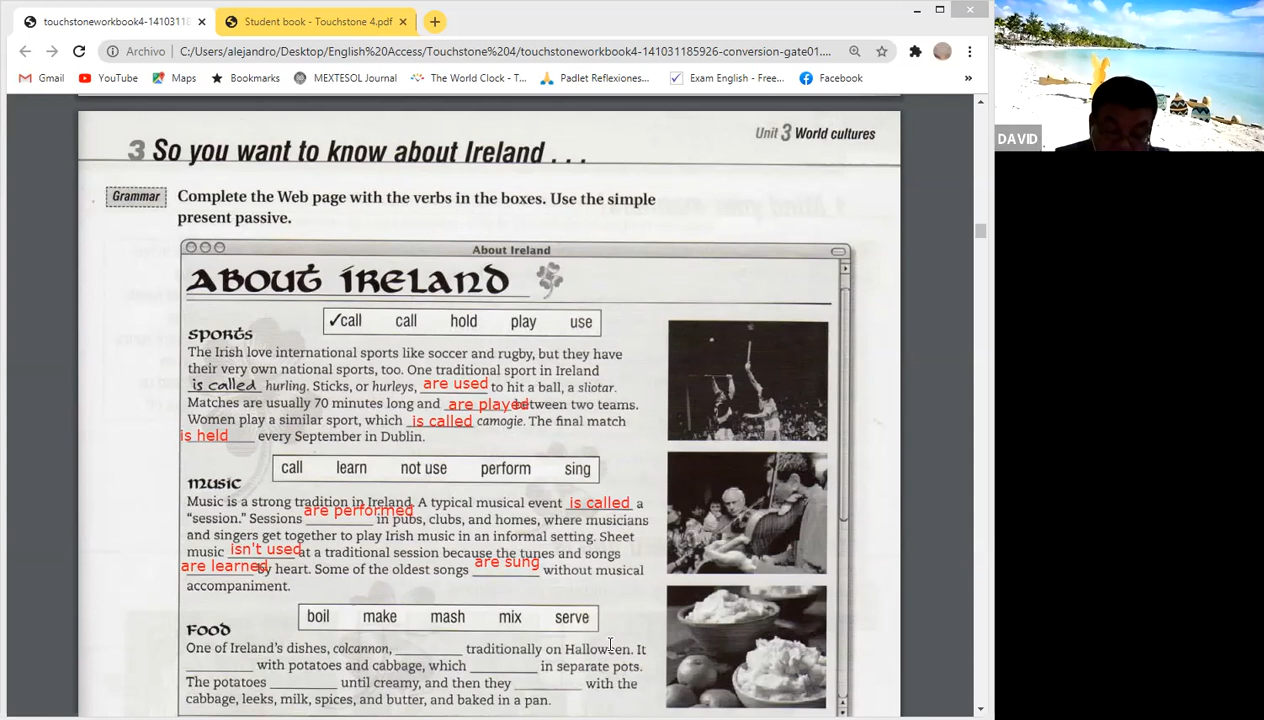 touchstoneworkbook4-14103118
Student book - Touchstone 4.pdf
Archivo C:/Users/alejandro/Desktop/English%20Access/Touchstone%204/touchstoneworkbook4-141031185926-conversion-gate01....
Gmail YouTube Maps Bookmarks MEXTESOL Journal The World Clock - T... Padlet Reflexiones... Exam English - Free... Facebook »
DAVID
Unit 3 World cultures
3 So you want to know about Ireland . . .
Grammar Complete the Web page with the verbs in the boxes. Use the simple
present passive.
About Ireland
ABOUT IRELAND
✓call call hold play use
SPORTS
The Irish love international sports like soccer and rugby, but they have
their very own national sports, too. One traditional sport in Ireland
is called hurling. Sticks, or hurleys, are used to hit a ball, a sliotar.
Matches are usually 70 minutes long and are played between two teams.
Women play a similar sport, which is called camogie. The final match
is held every September in Dublin.
call learn not use perform sing
MUSIC
Music is a strong tradition in Ireland. A typical musical event is called a
"session." Sessions are performed in pubs, clubs, and homes, where musicians
and singers get together to play Irish music in an informal setting. Sheet
music isn't used at a traditional session because the tunes and songs
are learned by heart. Some of the oldest songs are sung without musical
accompaniment.
boil make mash mix serve
FOOD
One of Ireland's dishes, colcannon, ________ traditionally on Halloween. It
________ with potatoes and cabbage, which ________ in separate pots.
The potatoes ________ until creamy, and then they ________ with the
cabbage, leeks, milk, spices, and butter, and baked in a pan.